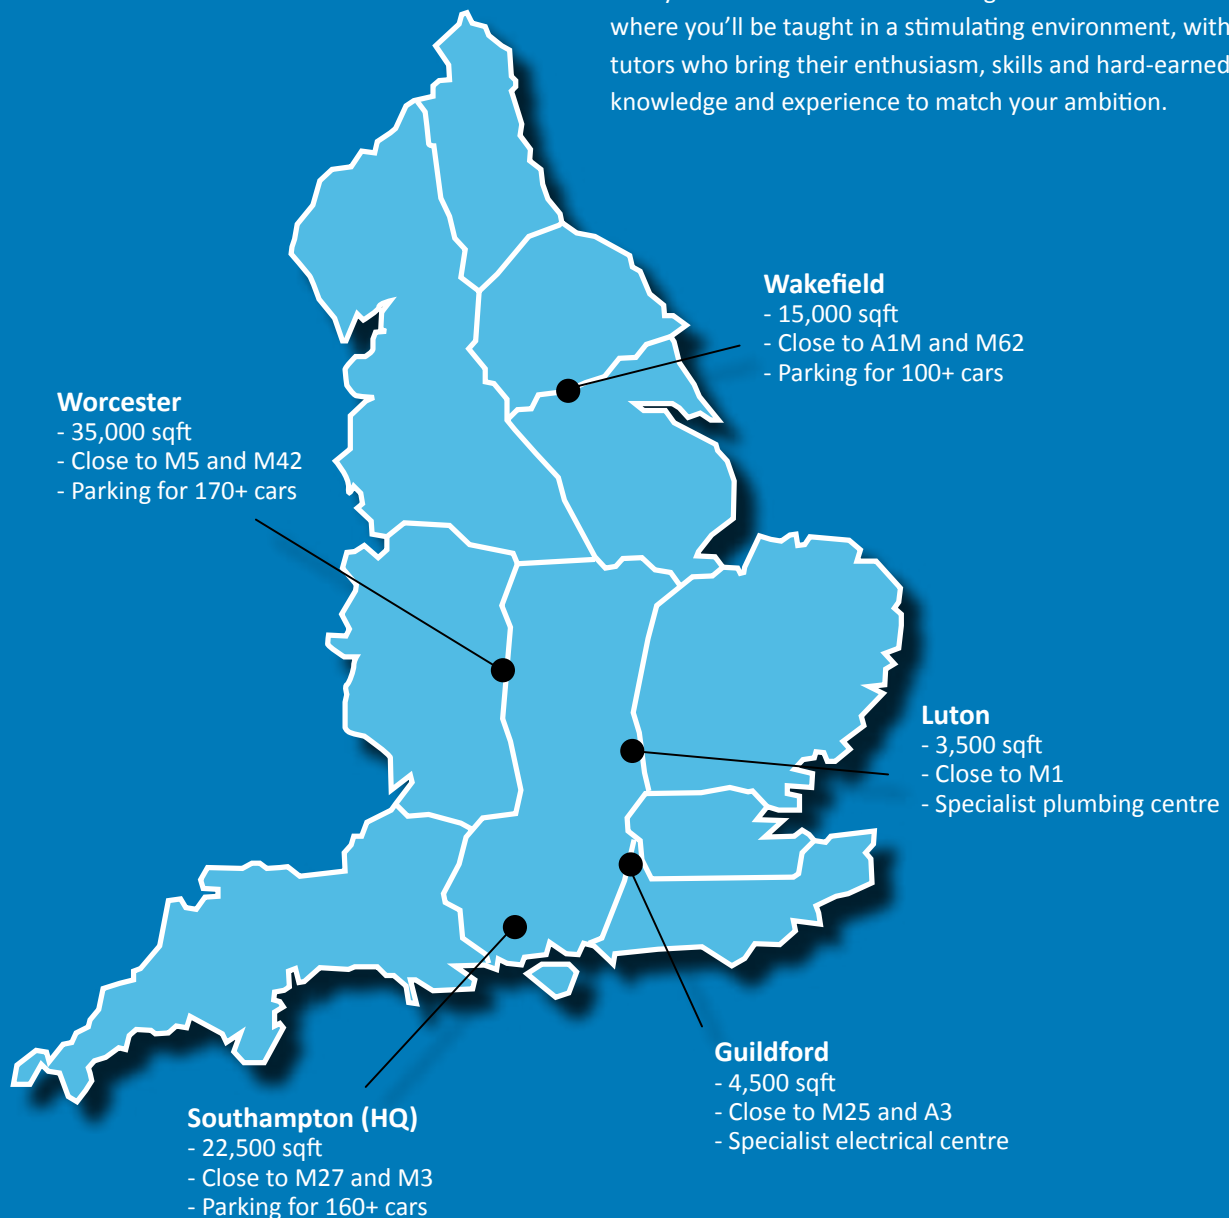 where you'll be taught in a stimulating environment, with
tutors who bring their enthusiasm, skills and hard-earned
knowledge and experience to match your ambition.
Wakefield
- 15,000 sqft
- Close to A1M and M62
- Parking for 100+ cars
Worcester
- 35,000 sqft
- Close to M5 and M42
- Parking for 170+ cars
Luton
- 3,500 sqft
- Close to M1
- Specialist plumbing centre
Guildford
- 4,500 sqft
- Close to M25 and A3
- Specialist electrical centre
Southampton (HQ)
- 22,500 sqft
- Close to M27 and M3
- Parking for 160+ cars